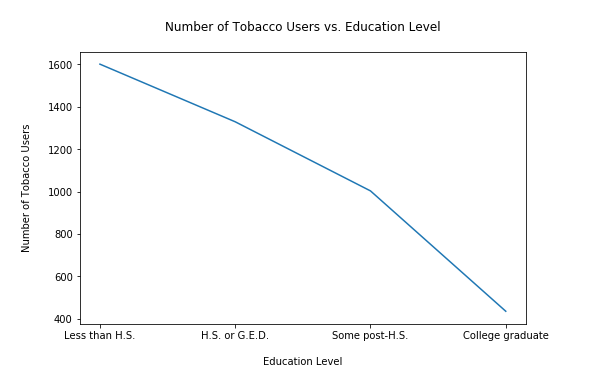 Number of Tobacco Users vs. Education Level
Number of Tobacco Users
1600
1400
1200
1000
800
600
400
Less than H.S.
H.S. or G.E.D.
Some post-H.S.
College graduate
Education Level